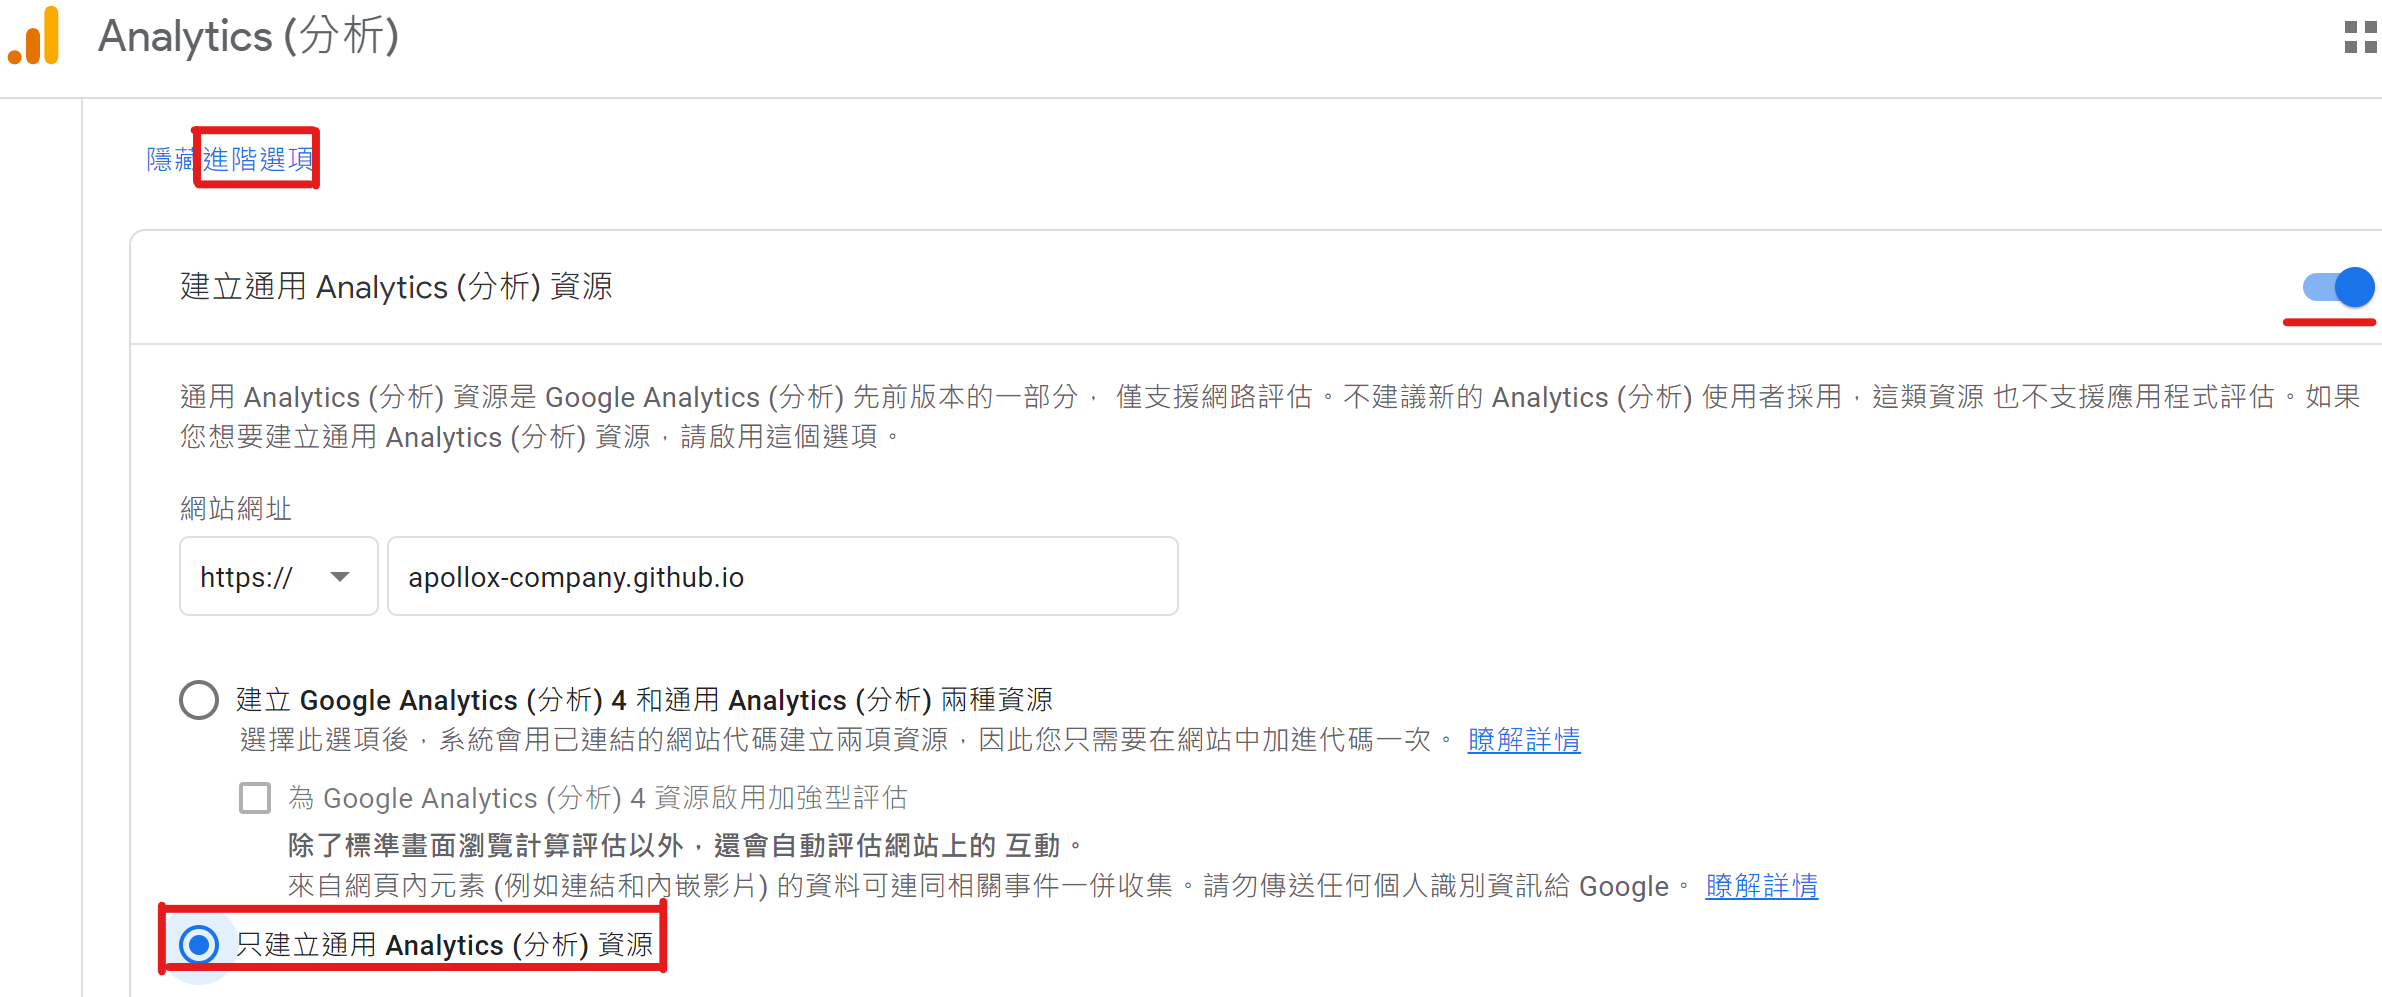 Analytics (分析)
隱藏進階選項
建立通用 Analytics (分析) 資源
通用 Analytics (分析) 資源是 Google Analytics (分析) 先前版本的一部分， 僅支援網路評估。不建議新的 Analytics (分析) 使用者採用，這類資源 也不支援應用程式評估。如果
您想要建立通用 Analytics (分析) 資源，請啟用這個選項。
網站網址
https:// apollox-company.github.io
建立 Google Analytics (分析) 4 和通用 Analytics (分析) 兩種資源
選擇此選項後，系統會用已連結的網站代碼建立兩項資源，因此您只需要在網站中加進代碼一次。 瞭解詳情
為 Google Analytics (分析) 4 資源啟用加強型評估
除了標準畫面瀏覽計算評估以外，還會自動評估網站上的 互動。
來自網頁內元素 (例如連結和內嵌影片) 的資料可連同相關事件一併收集。請勿傳送任何個人識別資訊給 Google。 瞭解詳情
只建立通用 Analytics (分析) 資源